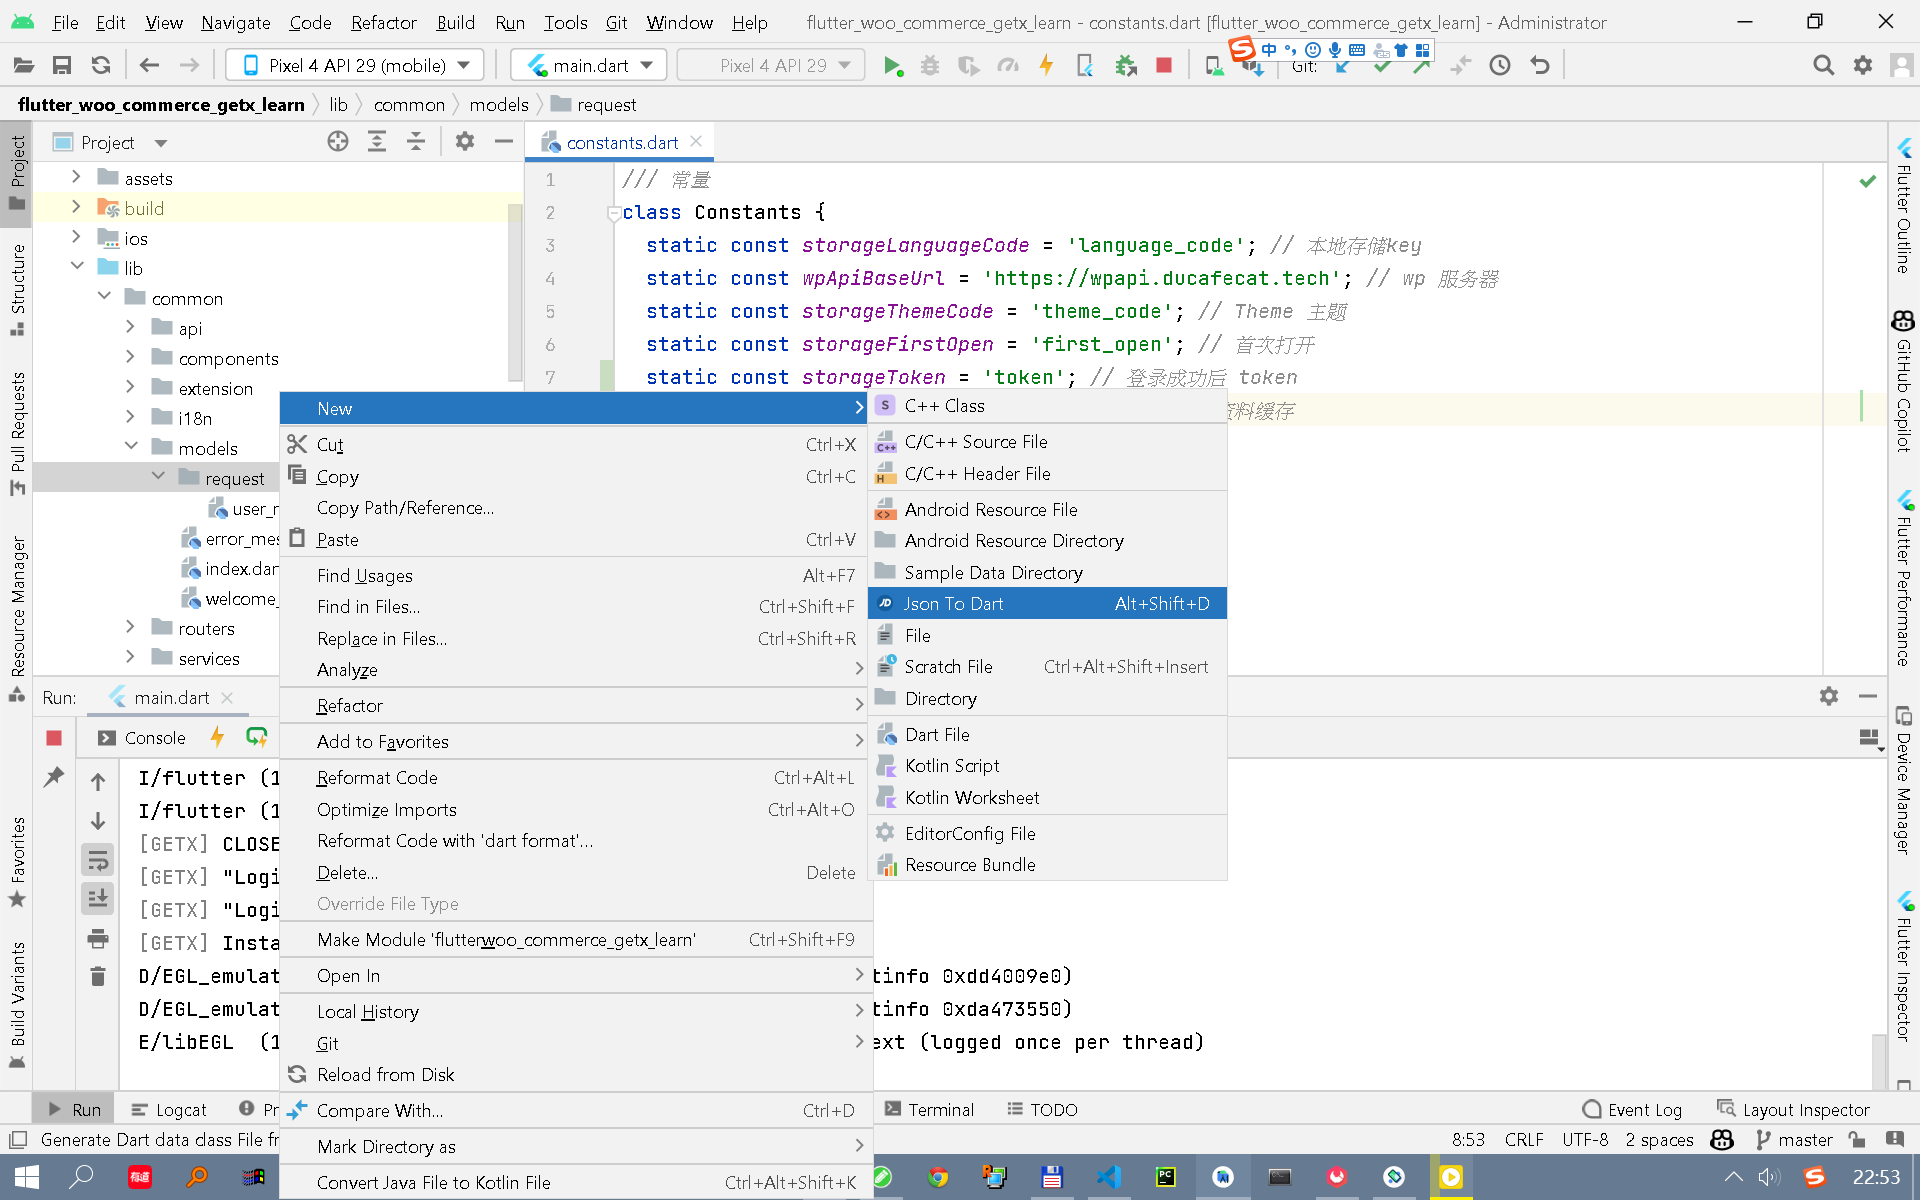 File Edit View Navigate Code Refactor Build Run Tools Git Window Help flutter_woo_commerce_getx_learn - constants.dart [flutter_woo_commerce_getx_learn] - Administrator
Pixel 4 API 29 (mobile) main.dart Pixel 4 API 29 Git: 中
flutter_woo_commerce_getx_learn lib common models request
Project
constants.dart
assets
build
ios
lib
common
api
components
extension
i18n
models
request
user_r
error_mes
index.dar
welcome_
routers
services
1 /// 常量
2 class Constants {
3 static const storageLanguageCode = 'language_code'; // 本地存储key
4 static const wpApiBaseUrl = 'https://wpapi.ducafecat.tech'; // wp 服务器
5 static const storageThemeCode = 'theme_code'; // Theme 主题
6 static const storageFirstOpen = 'first_open'; // 首次打开
7 static const storageToken = 'token'; // 登录成功后 token
料缓存
New
Cut Ctrl+X
Copy Ctrl+C
Copy Path/Reference...
Paste Ctrl+V
Find Usages Alt+F7
Find in Files... Ctrl+Shift+F
Replace in Files... Ctrl+Shift+R
Analyze
Refactor
Add to Favorites
Reformat Code Ctrl+Alt+L
Optimize Imports Ctrl+Alt+O
Reformat Code with 'dart format'...
Delete... Delete
Override File Type
Make Module 'flutterwoo_commerce_getx_learn' Ctrl+Shift+F9
Open In
Local History
Git
Reload from Disk
Compare With... Ctrl+D
Mark Directory as
Convert Java File to Kotlin File Ctrl+Alt+Shift+K
C++ Class
C/C++ Source File
C/C++ Header File
Android Resource File
Android Resource Directory
Sample Data Directory
Json To Dart Alt+Shift+D
File
Scratch File Ctrl+Alt+Shift+Insert
Directory
Dart File
Kotlin Script
Kotlin Worksheet
EditorConfig File
Resource Bundle
Project
Structure
Pull Requests
Resource Manager
Favorites
Build Variants
Flutter Outline
GitHub Copilot
Flutter Performance
Device Manager
Flutter Inspector
Run: main.dart
Console
I/flutter (1
I/flutter (1
[GETX] CLOSE
[GETX] "Logi
[GETX] "Logi
[GETX] Insta
D/EGL_emulat tinfo 0xdd4009e0)
D/EGL_emulat tinfo 0xda473550)
E/libEGL (1 ext (logged once per thread)
Run Logcat Pr Terminal TODO Event Log Layout Inspector
Generate Dart data class File fr 8:53 CRLF UTF-8 2 spaces master
有道 PC 22:53